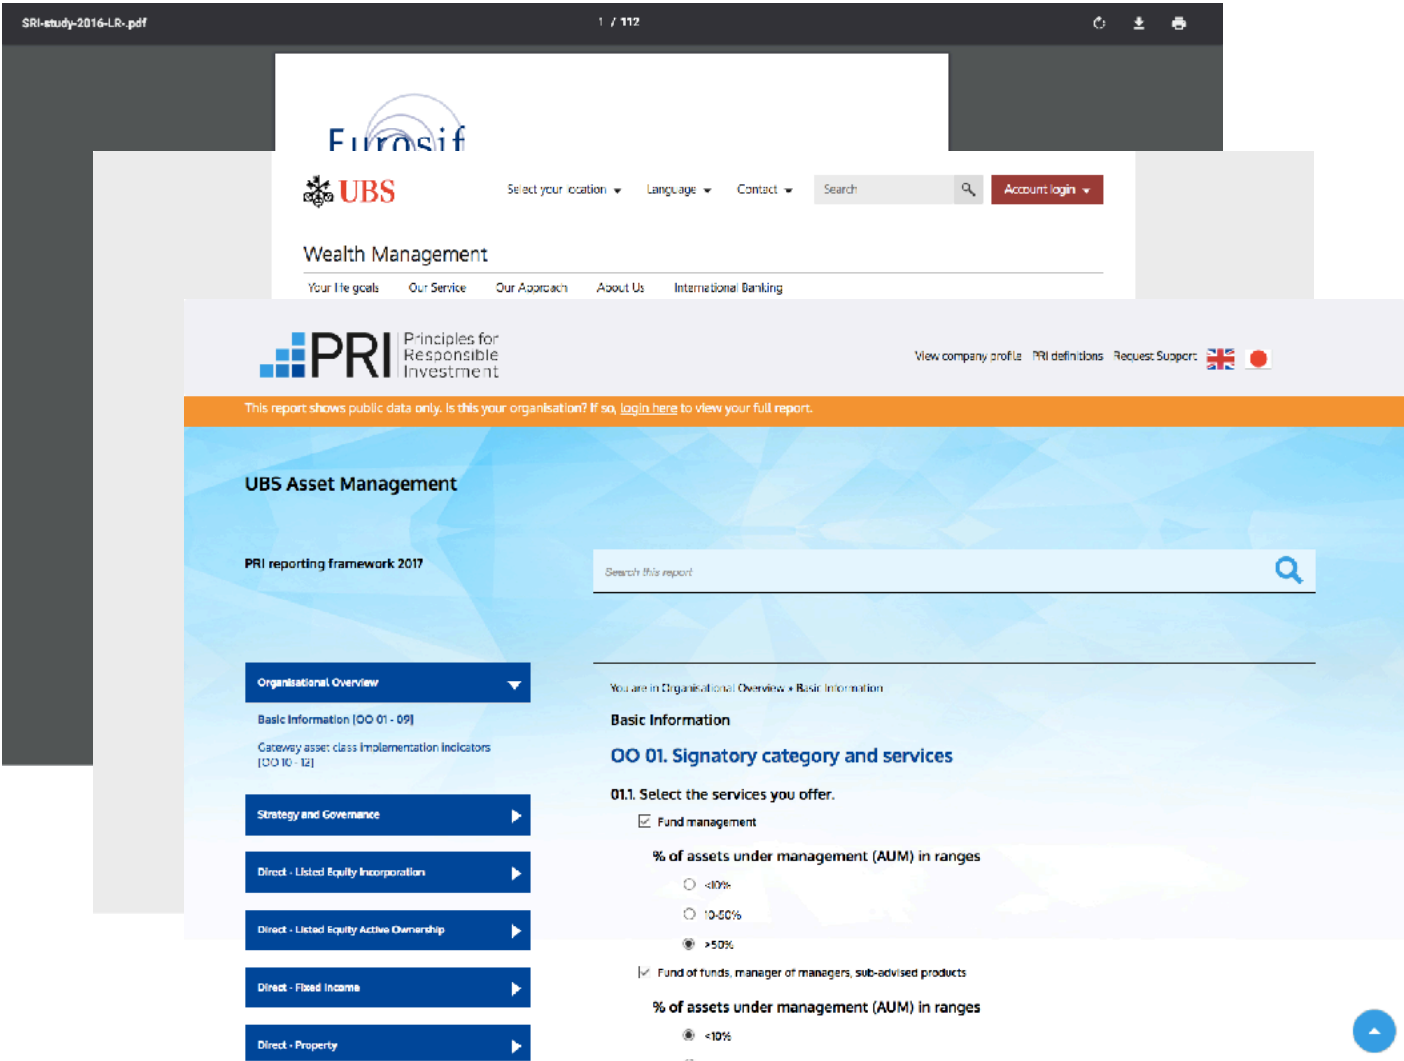 SRI-study-2016-LR-.pdf
1 / 112
Eurosif
UBS
Select your location
Language
Contact
Search
Account login
Wealth Management
Your life goals
Our Service
Our Approach
About Us
International Banking
PRI
Principles for
Responsible
Investment
View company profile
PRI definitions
Request Support
This report shows public data only. Is this your organisation? If so, login here to view your full report.
UBS Asset Management
PRI reporting framework 2017
Search this report
Organisational Overview
Basic Information [OO 01 - 09]
Gateway asset class implementation indicators
[OO 10 - 12]
Strategy and Governance
Direct - Listed Equity Incorporation
Direct - Listed Equity Active Ownership
Direct - Fixed Income
Direct - Property
You are in Organisational Overview » Basic Information
Basic Information
OO 01. Signatory category and services
01.1. Select the services you offer.
Fund management
% of assets under management (AUM) in ranges
<10%
10-50%
>50%
Fund of funds, manager of managers, sub-advised products
% of assets under management (AUM) in ranges
<10%